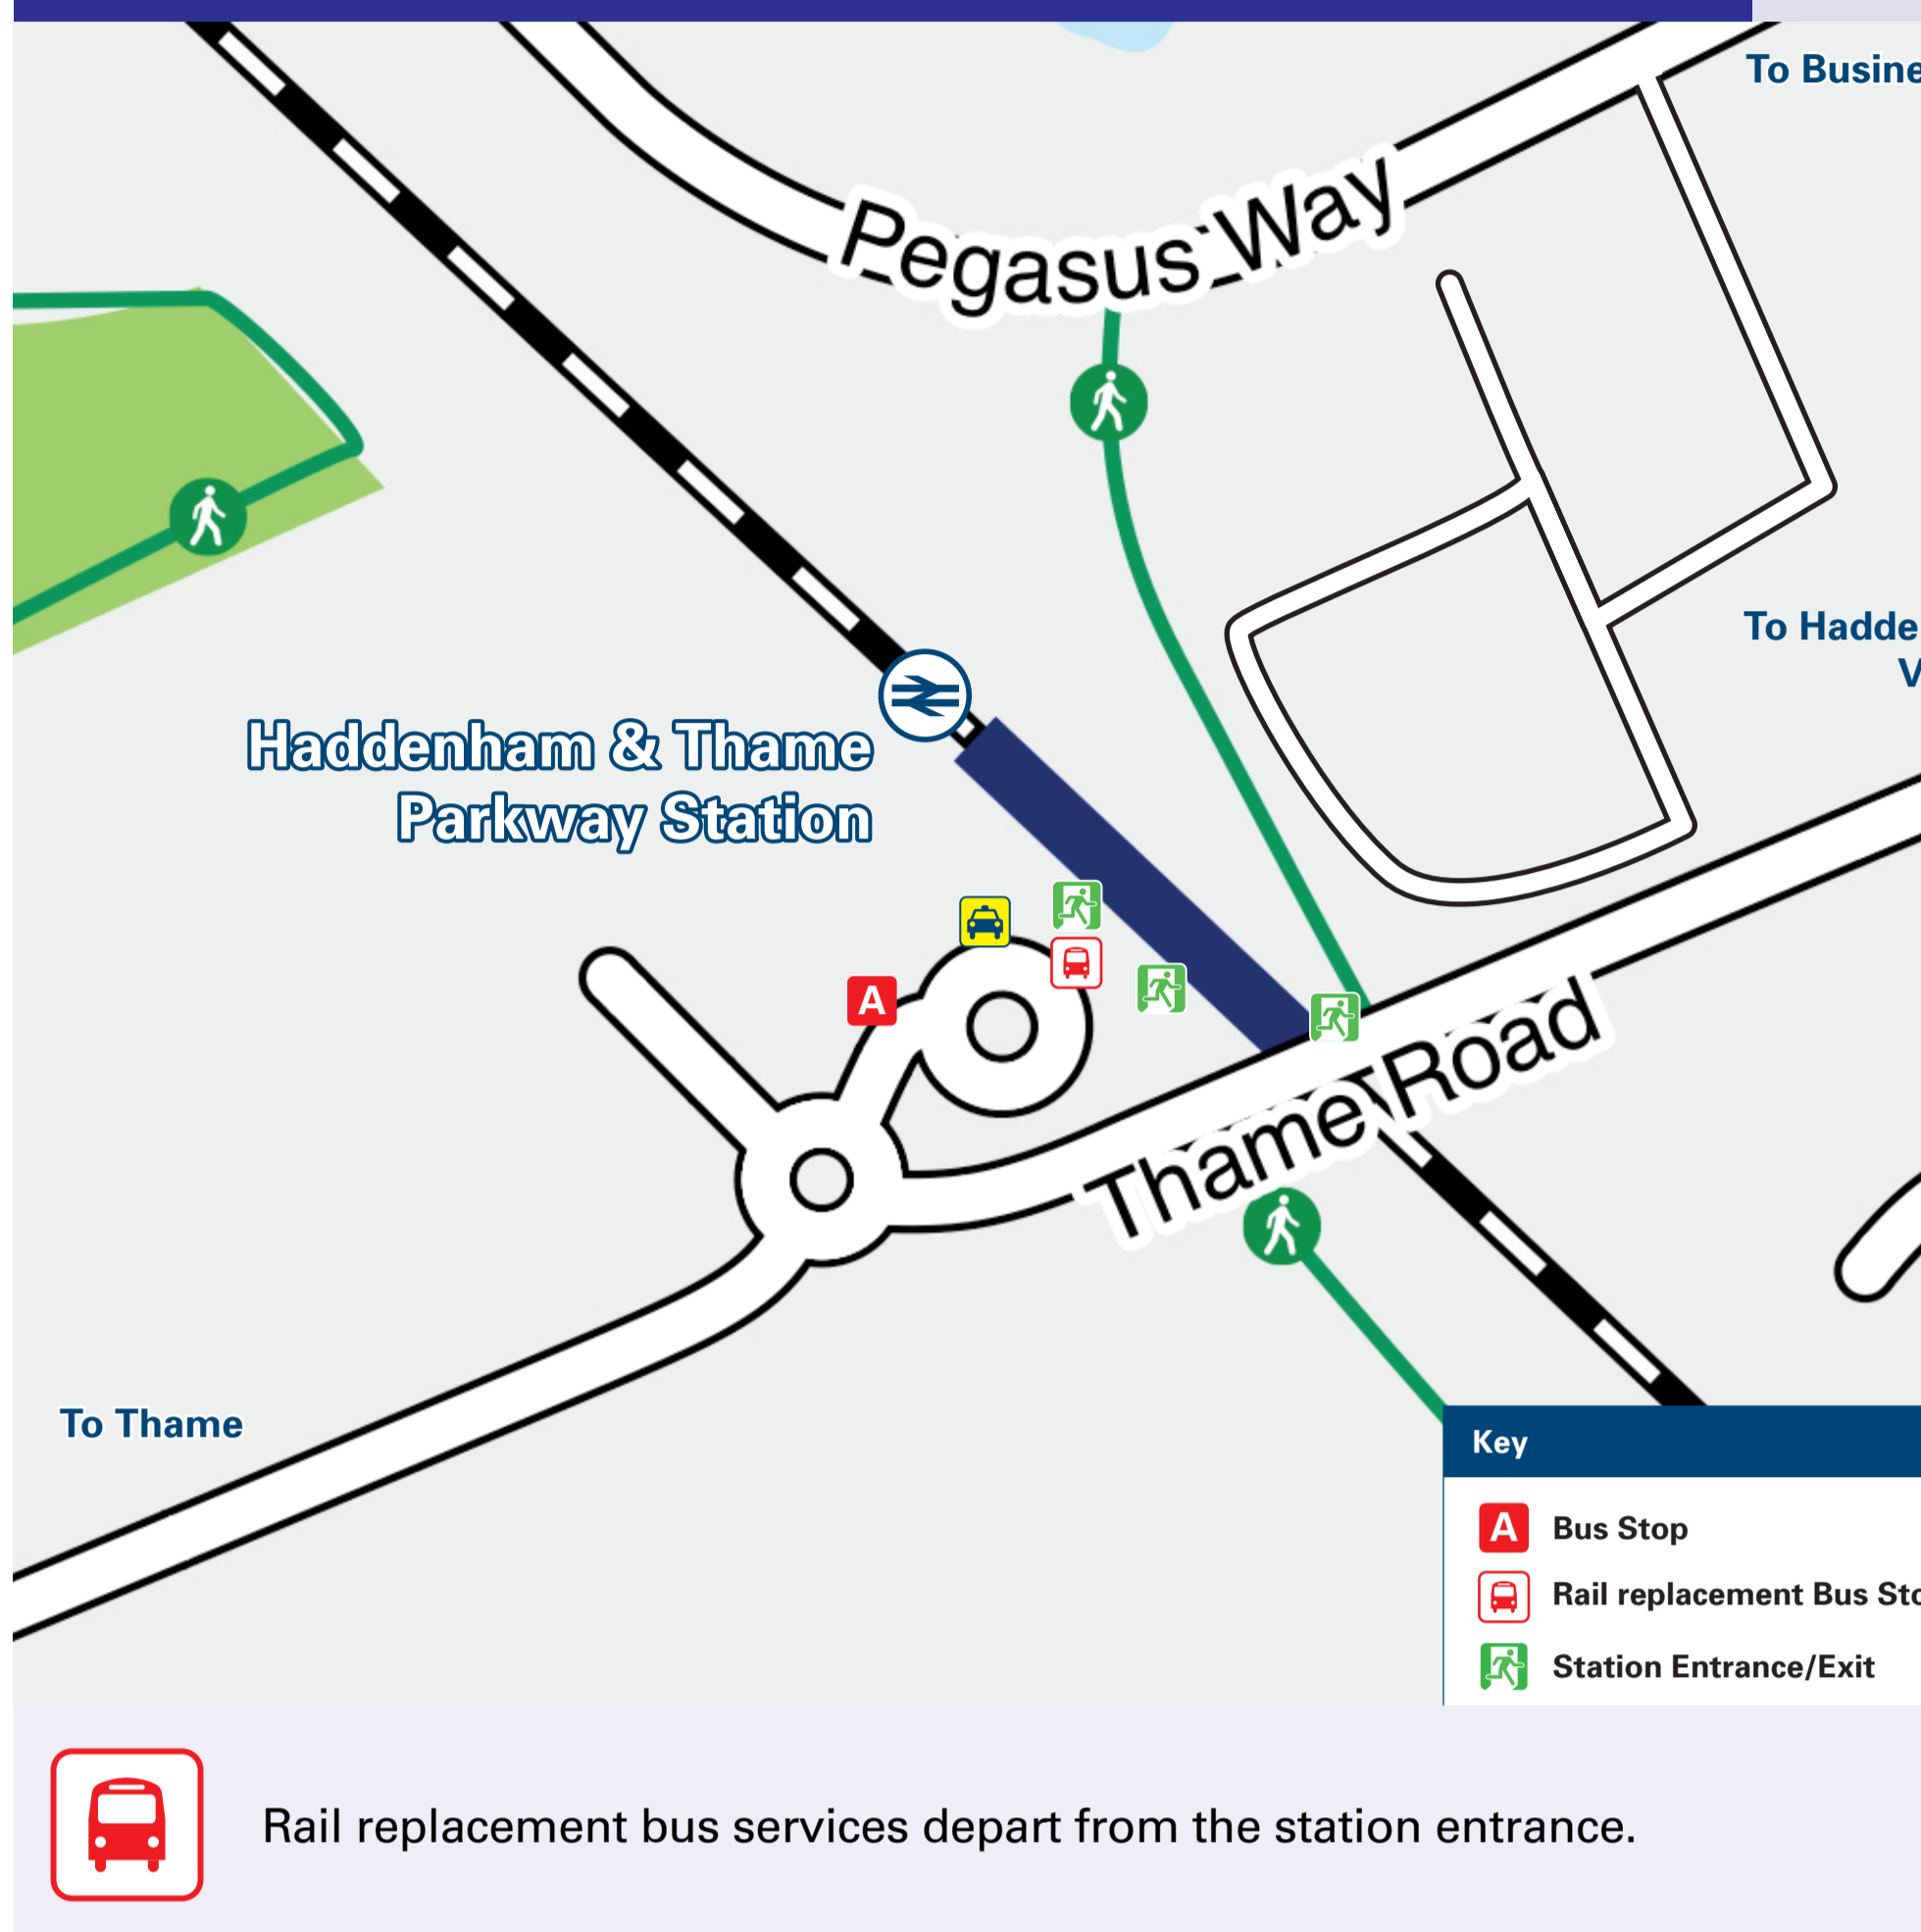 To Busine
Pegasus Way
To Hadde
V
Haddenham & Thame
Parkway Station
A
Thame Road
To Thame
Key
A Bus Stop
Rail replacement Bus Sto
Station Entrance/Exit
Rail replacement bus services depart from the station entrance.